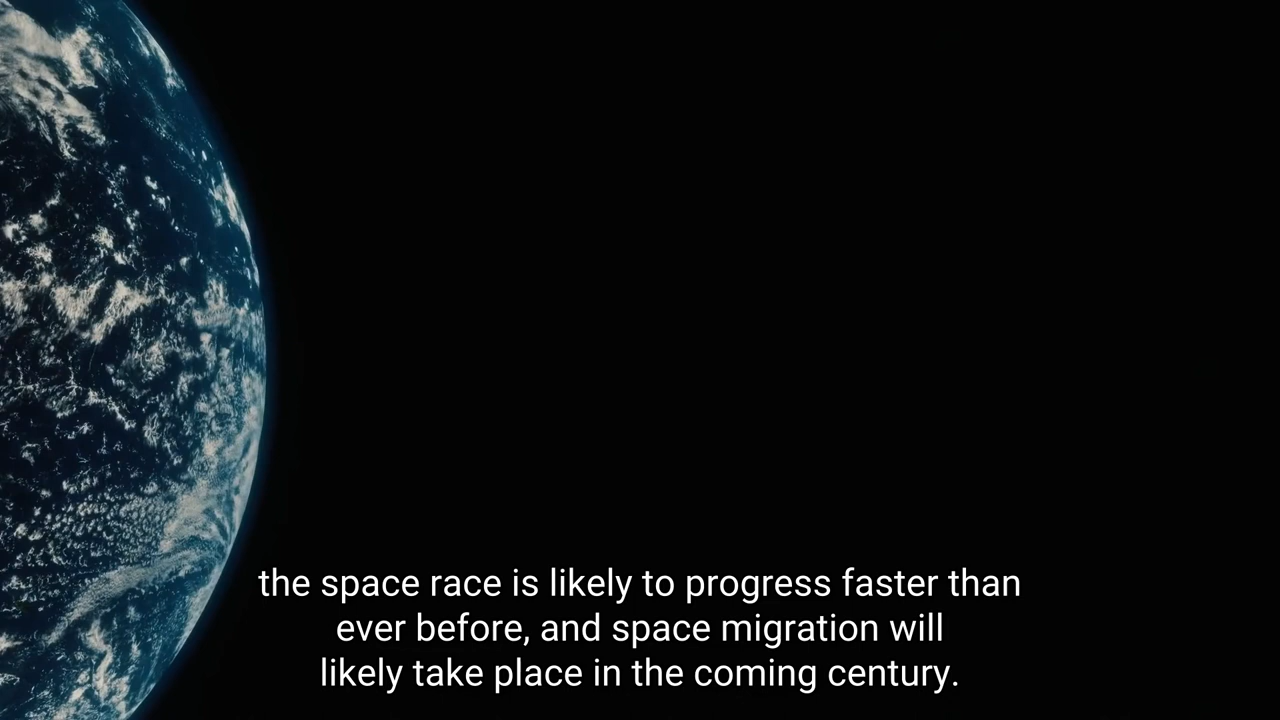 the space race is likely to progress faster than
ever before, and space migration will
likely take place in the coming century.